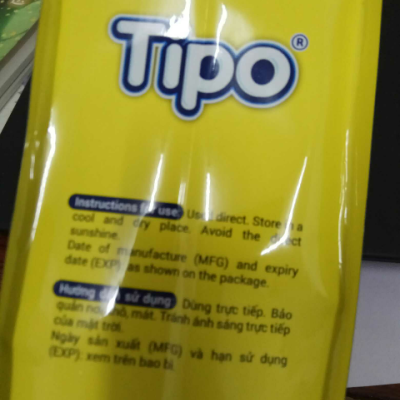 Tipo®
Instructions for use: Used direct. Store in a
cool and dry place. Avoid the direct
sunshine.
Date of manufacture (MFG) and expiry
date (EXP): as shown on the package.
Hướng dẫn sử dụng: Dùng trực tiếp. Bảo
quản nơi khô, mát. Tránh ánh sáng trực tiếp
của mặt trời.
Ngày sản xuất (MFG) và hạn sử dụng
(EXP): xem trên bao bì.